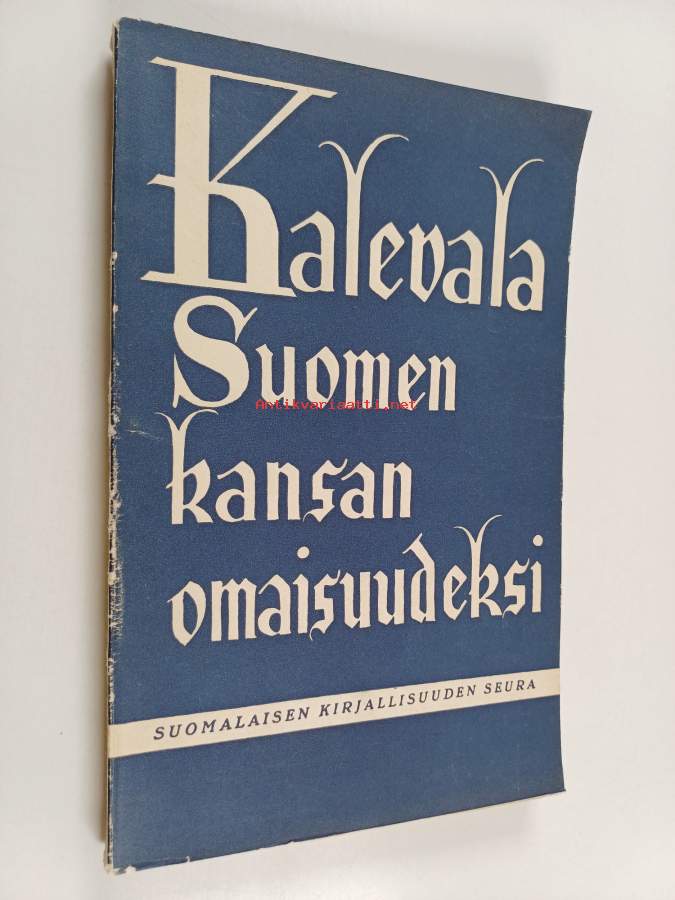 Kalevala
Suomen
Antikvariaatti.net
kansan
omaisuudeksi
SUOMALAISEN KIRJALLISUUDEN SEURA